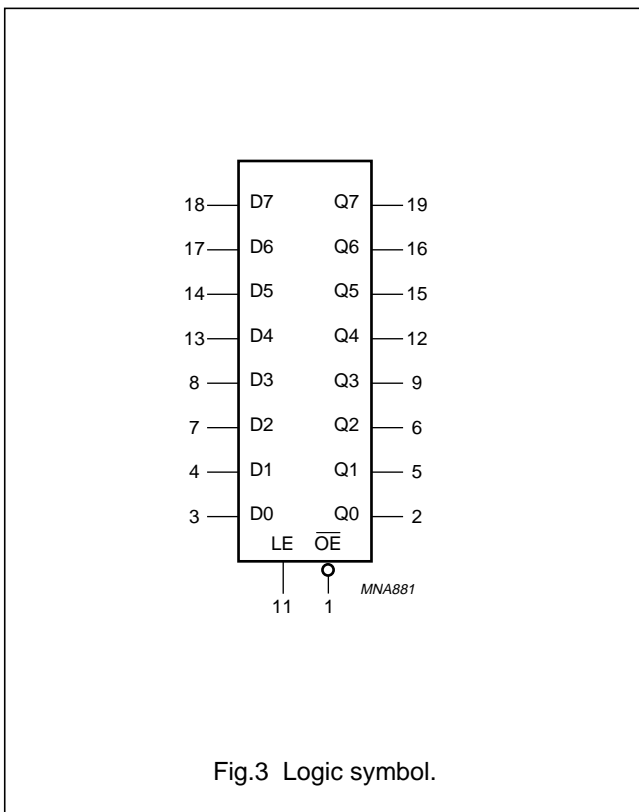 18 D7 Q7 19
17 D6 Q6 16
14 D5 Q5 15
13 D4 Q4 12
8 D3 Q3 9
7 D2 Q2 6
4 D1 Q1 5
3 D0 Q0 2
LE O̅E̅
MNA881
11 1
Fig.3 Logic symbol.